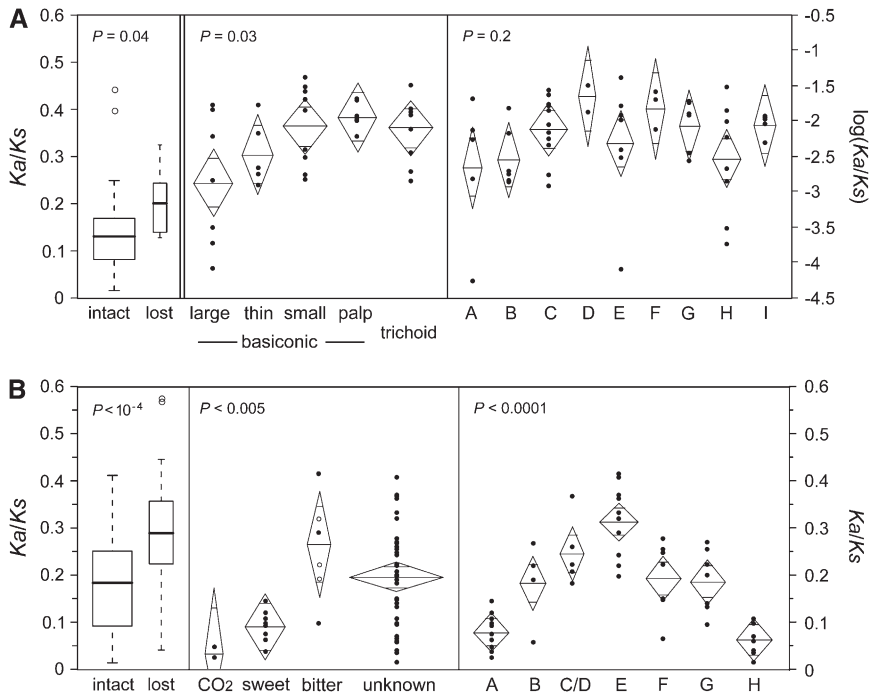 A
P = 0.04
P = 0.03
P = 0.2
0.6
0.5
0.4
0.3
0.2
0.1
0
Ka/Ks
-0.5
-1
-1.5
-2
-2.5
-3
-3.5
-4
-4.5
log(Ka/Ks)
intact lost large thin small palp trichoid A B C D E F G H I
basiconic
B
P < 10-4
P < 0.005
P < 0.0001
0.6
0.5
0.4
0.3
0.2
0.1
0
Ka/Ks
0.6
0.5
0.4
0.3
0.2
0.1
0
Ka/Ks
intact lost CO2 sweet bitter unknown A B C/D E F G H